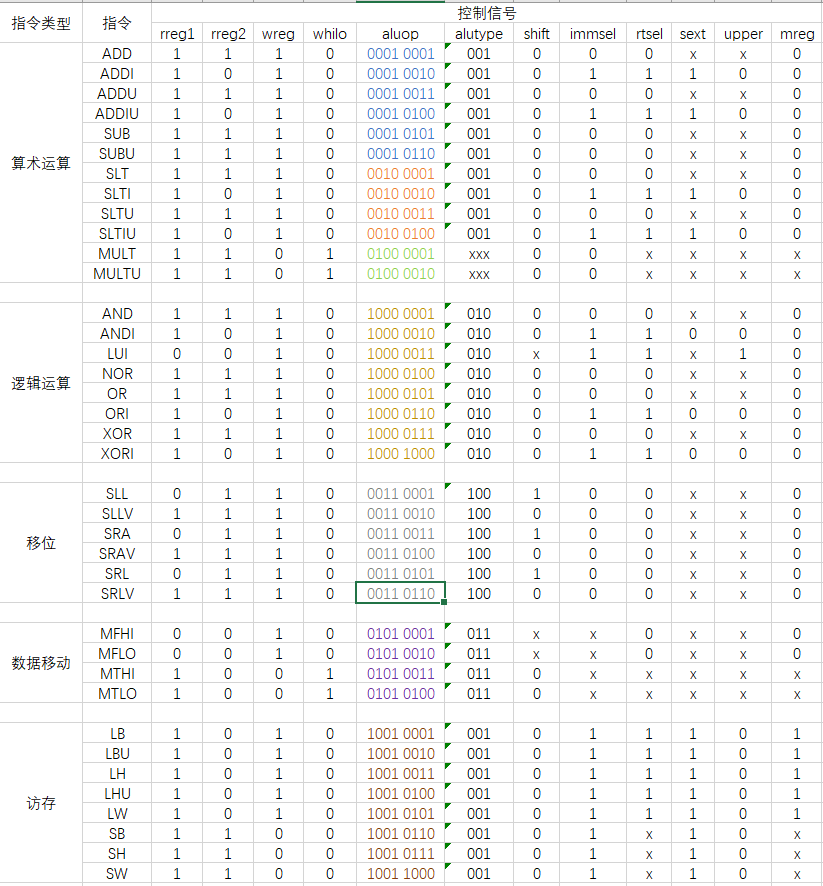 指令类型 指令 控制信号
rreg1 rreg2 wreg whilo aluop alutype shift immsel rtsel sext upper mreg
算术运算
ADD 1 1 1 0 0001 0001 001 0 0 0 x x 0
ADDI 1 0 1 0 0001 0010 001 0 1 1 1 0 0
ADDU 1 1 1 0 0001 0011 001 0 0 0 x x 0
ADDIU 1 0 1 0 0001 0100 001 0 1 1 1 0 0
SUB 1 1 1 0 0001 0101 001 0 0 0 x x 0
SUBU 1 1 1 0 0001 0110 001 0 0 0 x x 0
SLT 1 1 1 0 0010 0001 001 0 0 0 x x 0
SLTI 1 0 1 0 0010 0010 001 0 1 1 1 0 0
SLTU 1 1 1 0 0010 0011 001 0 0 0 x x 0
SLTIU 1 0 1 0 0010 0100 001 0 1 1 1 0 0
MULT 1 1 0 1 0100 0001 xxx 0 0 x x x x
MULTU 1 1 0 1 0100 0010 xxx 0 0 x x x x
逻辑运算
AND 1 1 1 0 1000 0001 010 0 0 0 x x 0
ANDI 1 0 1 0 1000 0010 010 0 1 1 0 0 0
LUI 0 0 1 0 1000 0011 010 x 1 1 x 1 0
NOR 1 1 1 0 1000 0100 010 0 0 0 x x 0
OR 1 1 1 0 1000 0101 010 0 0 0 x x 0
ORI 1 0 1 0 1000 0110 010 0 1 1 0 0 0
XOR 1 1 1 0 1000 0111 010 0 0 0 x x 0
XORI 1 0 1 0 1000 1000 010 0 1 1 0 0 0
移位
SLL 0 1 1 0 0011 0001 100 1 0 0 x x 0
SLLV 1 1 1 0 0011 0010 100 0 0 0 x x 0
SRA 0 1 1 0 0011 0011 100 1 0 0 x x 0
SRAV 1 1 1 0 0011 0100 100 0 0 0 x x 0
SRL 0 1 1 0 0011 0101 100 1 0 0 x x 0
SRLV 1 1 1 0 0011 0110 100 0 0 0 x x 0
数据移动
MFHI 0 0 1 0 0101 0001 011 x x 0 x x 0
MFLO 0 0 1 0 0101 0010 011 x x 0 x x 0
MTHI 1 0 0 1 0101 0011 011 0 x x x x x
MTLO 1 0 0 1 0101 0100 011 0 x x x x x
访存
LB 1 0 1 0 1001 0001 001 0 1 1 1 0 1
LBU 1 0 1 0 1001 0010 001 0 1 1 1 0 1
LH 1 0 1 0 1001 0011 001 0 1 1 1 0 1
LHU 1 0 1 0 1001 0100 001 0 1 1 1 0 1
LW 1 0 1 0 1001 0101 001 0 1 1 1 0 1
SB 1 1 0 0 1001 0110 001 0 1 x 1 0 x
SH 1 1 0 0 1001 0111 001 0 1 x 1 0 x
SW 1 1 0 0 1001 1000 001 0 1 x 1 0 x